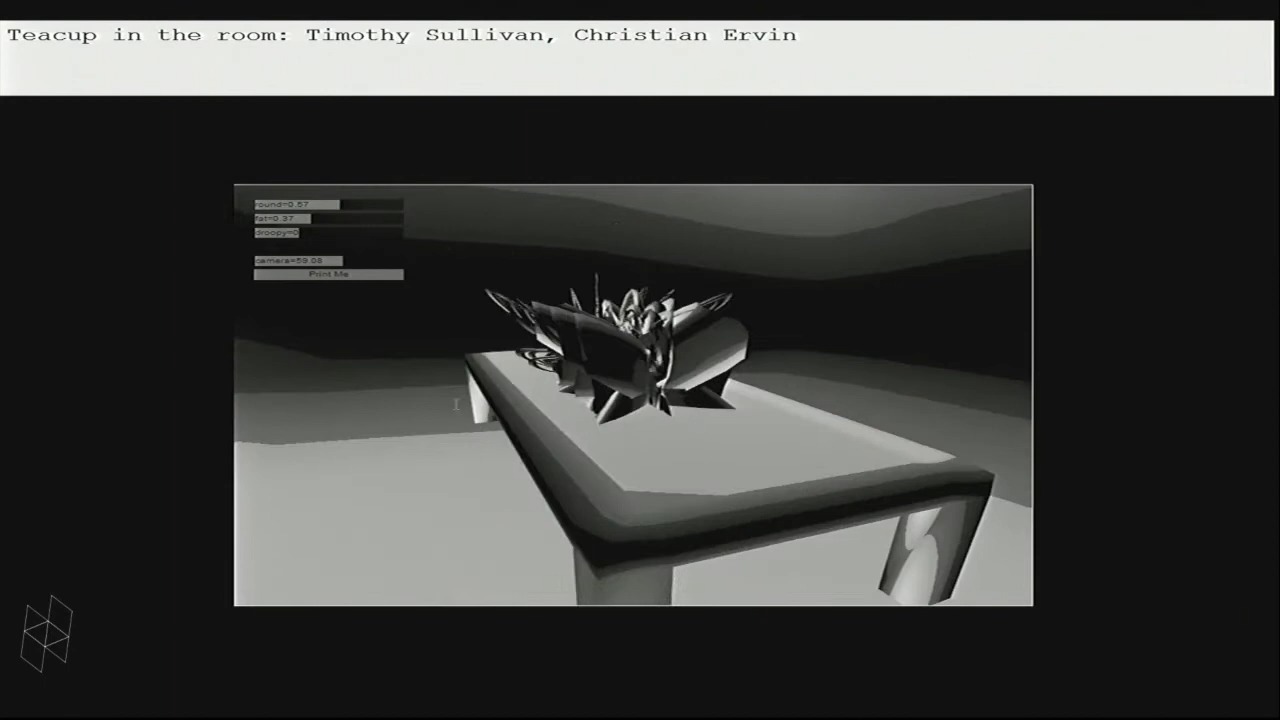 Teacup in the room: Timothy Sullivan, Christian Ervin
round=0.57
fat=0.37
droopy=0
camera=59.08
Print Me